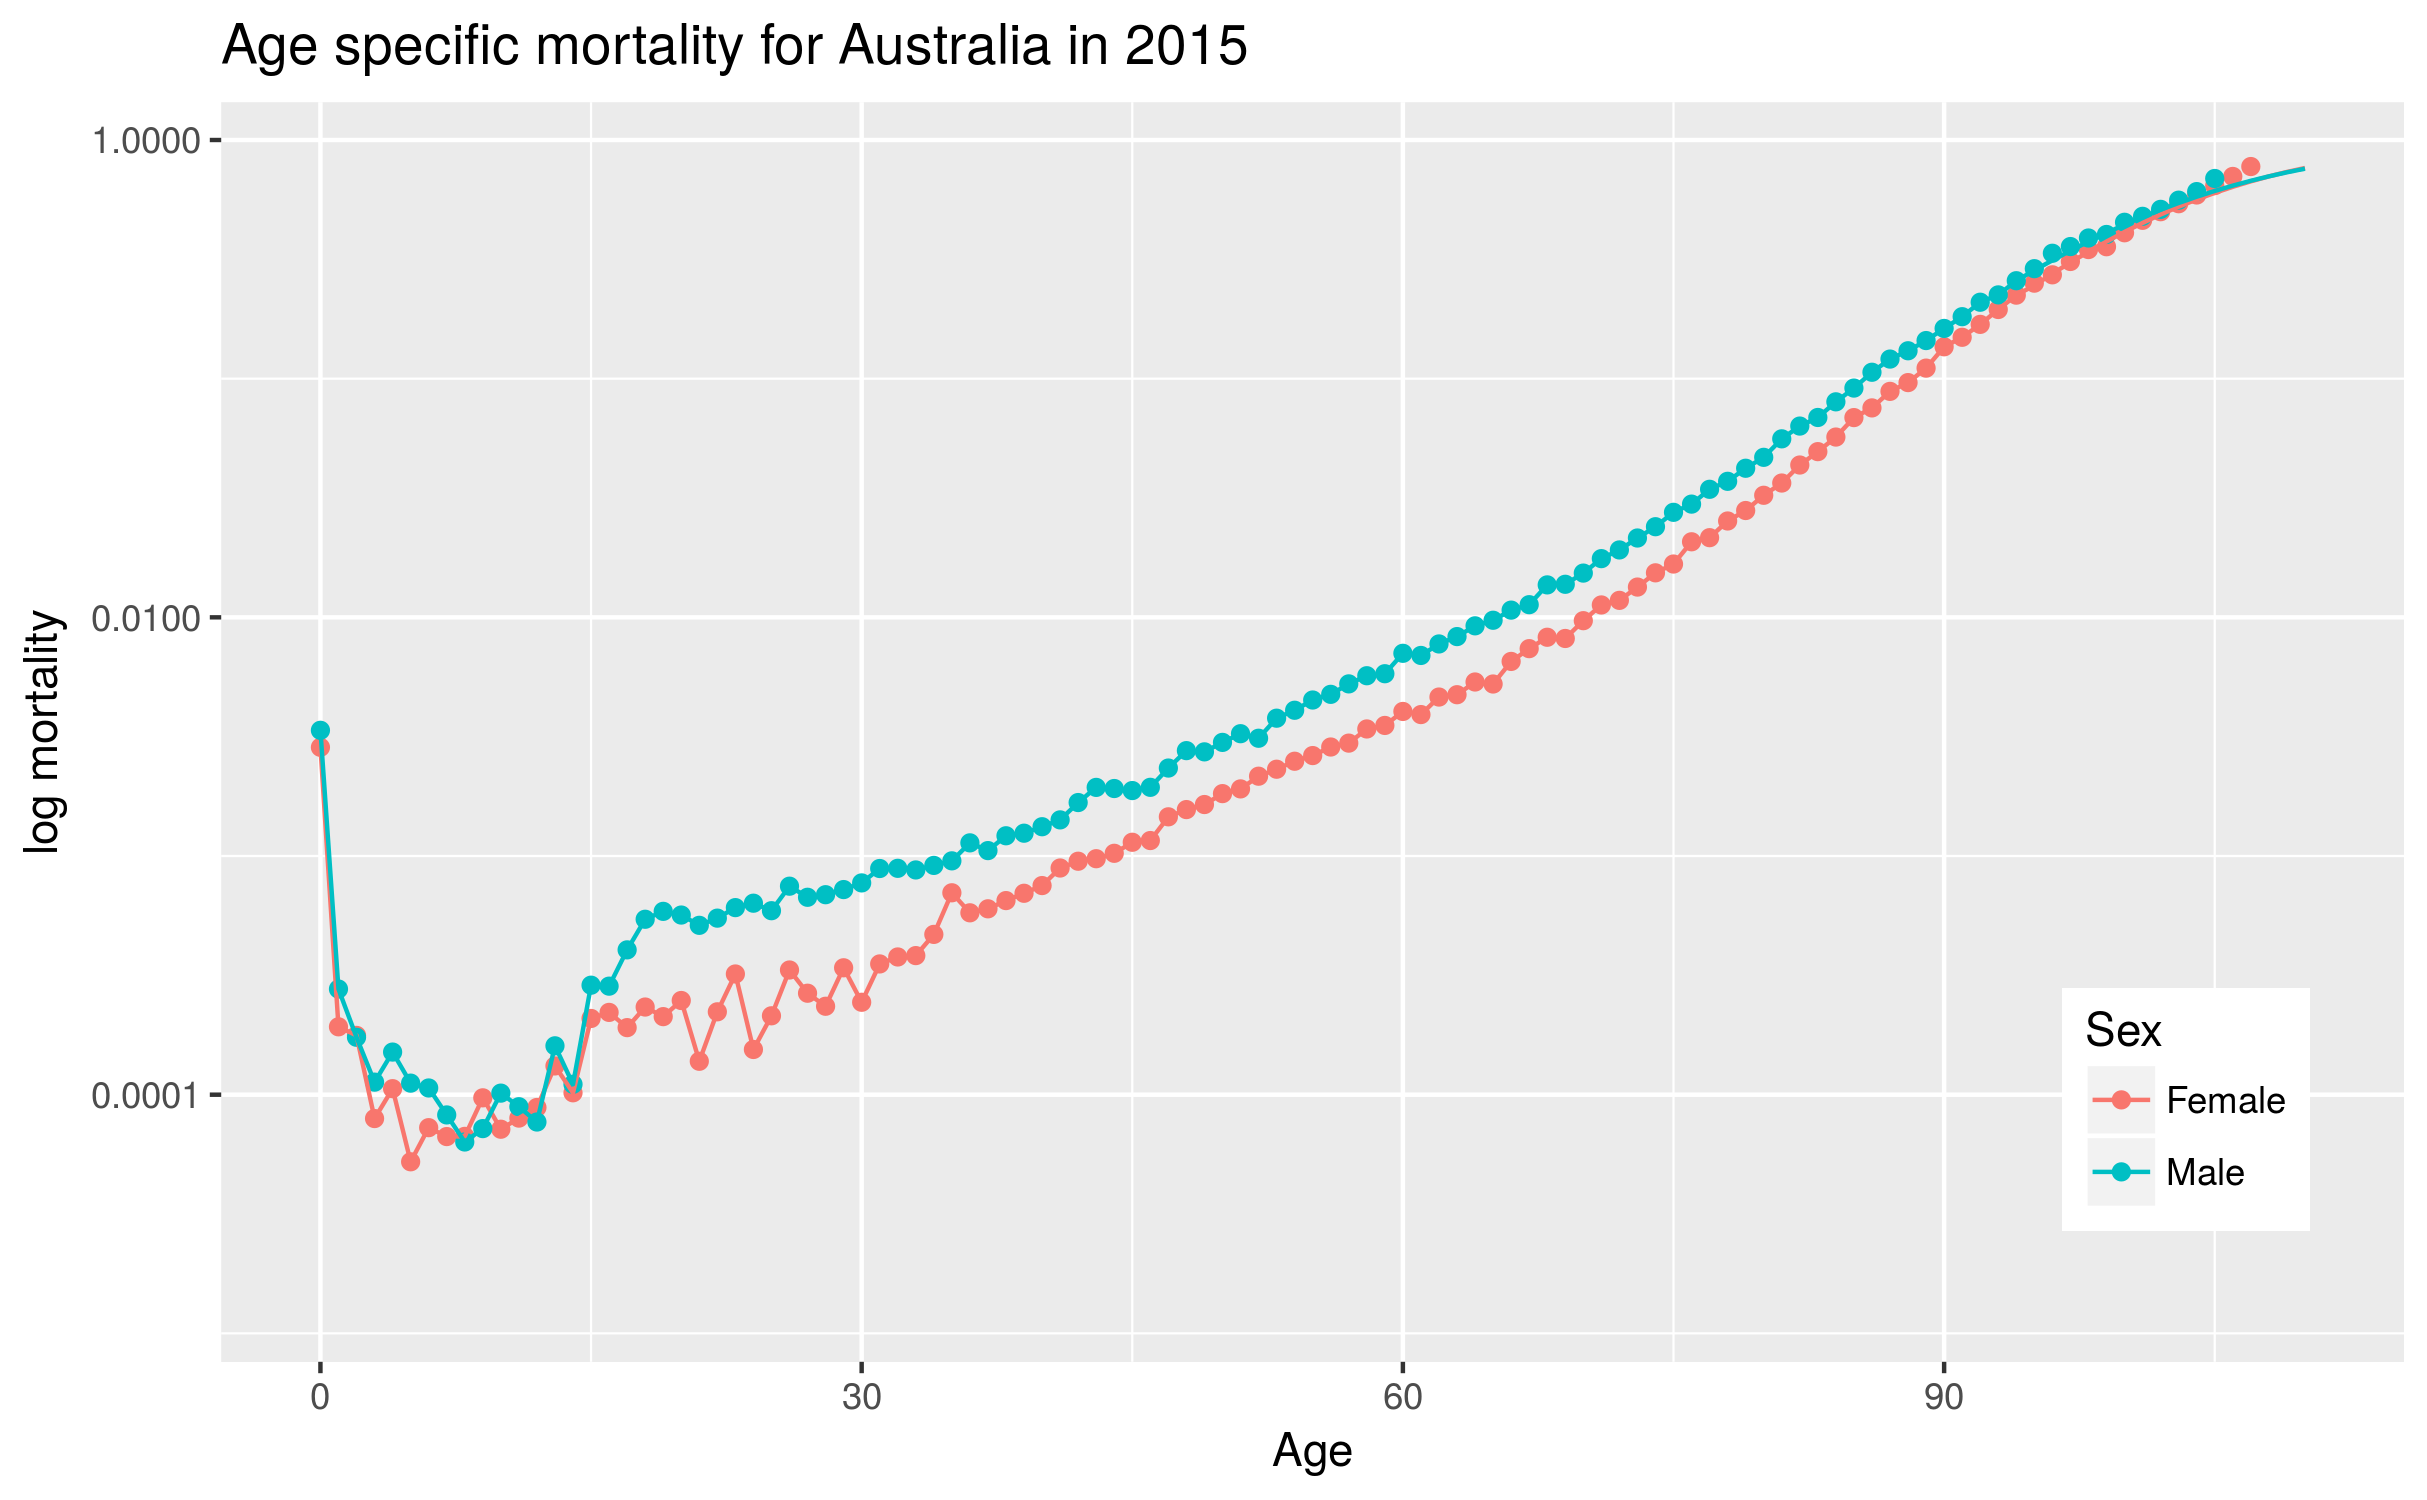 Age specific mortality for Australia in 2015
1.0000
0.0100
0.0001
log mortality
0 30 60 90
Age
Sex
Female
Male